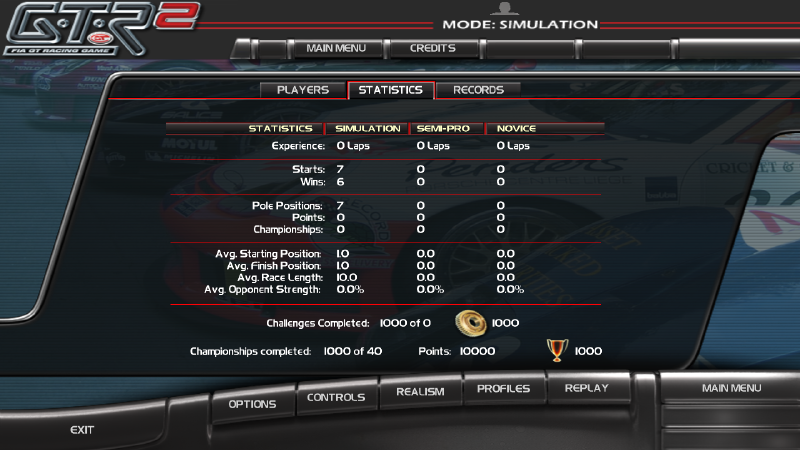 GTR2
FIA GT RACING GAME
MODE: SIMULATION
MAIN MENU CREDITS
PLAYERS STATISTICS RECORDS
STATISTICS SIMULATION SEMI-PRO NOVICE
Experience: 0 Laps 0 Laps 0 Laps
Starts: 7 0 0
Wins: 6 0 0
Pole Positions: 7 0 0
Points: 0 0 0
Championships: 0 0 0
Avg. Starting Position: 1.0 0.0 0.0
Avg. Finish Position: 1.0 0.0 0.0
Avg. Race Length: 10.0 0.0 0.0
Avg. Opponent Strength: 0.0% 0.0% 0.0%
Challenges Completed: 1000 of 0 1000
Championships completed: 1000 of 40 Points: 10000 1000
EXIT OPTIONS CONTROLS REALISM PROFILES REPLAY MAIN MENU